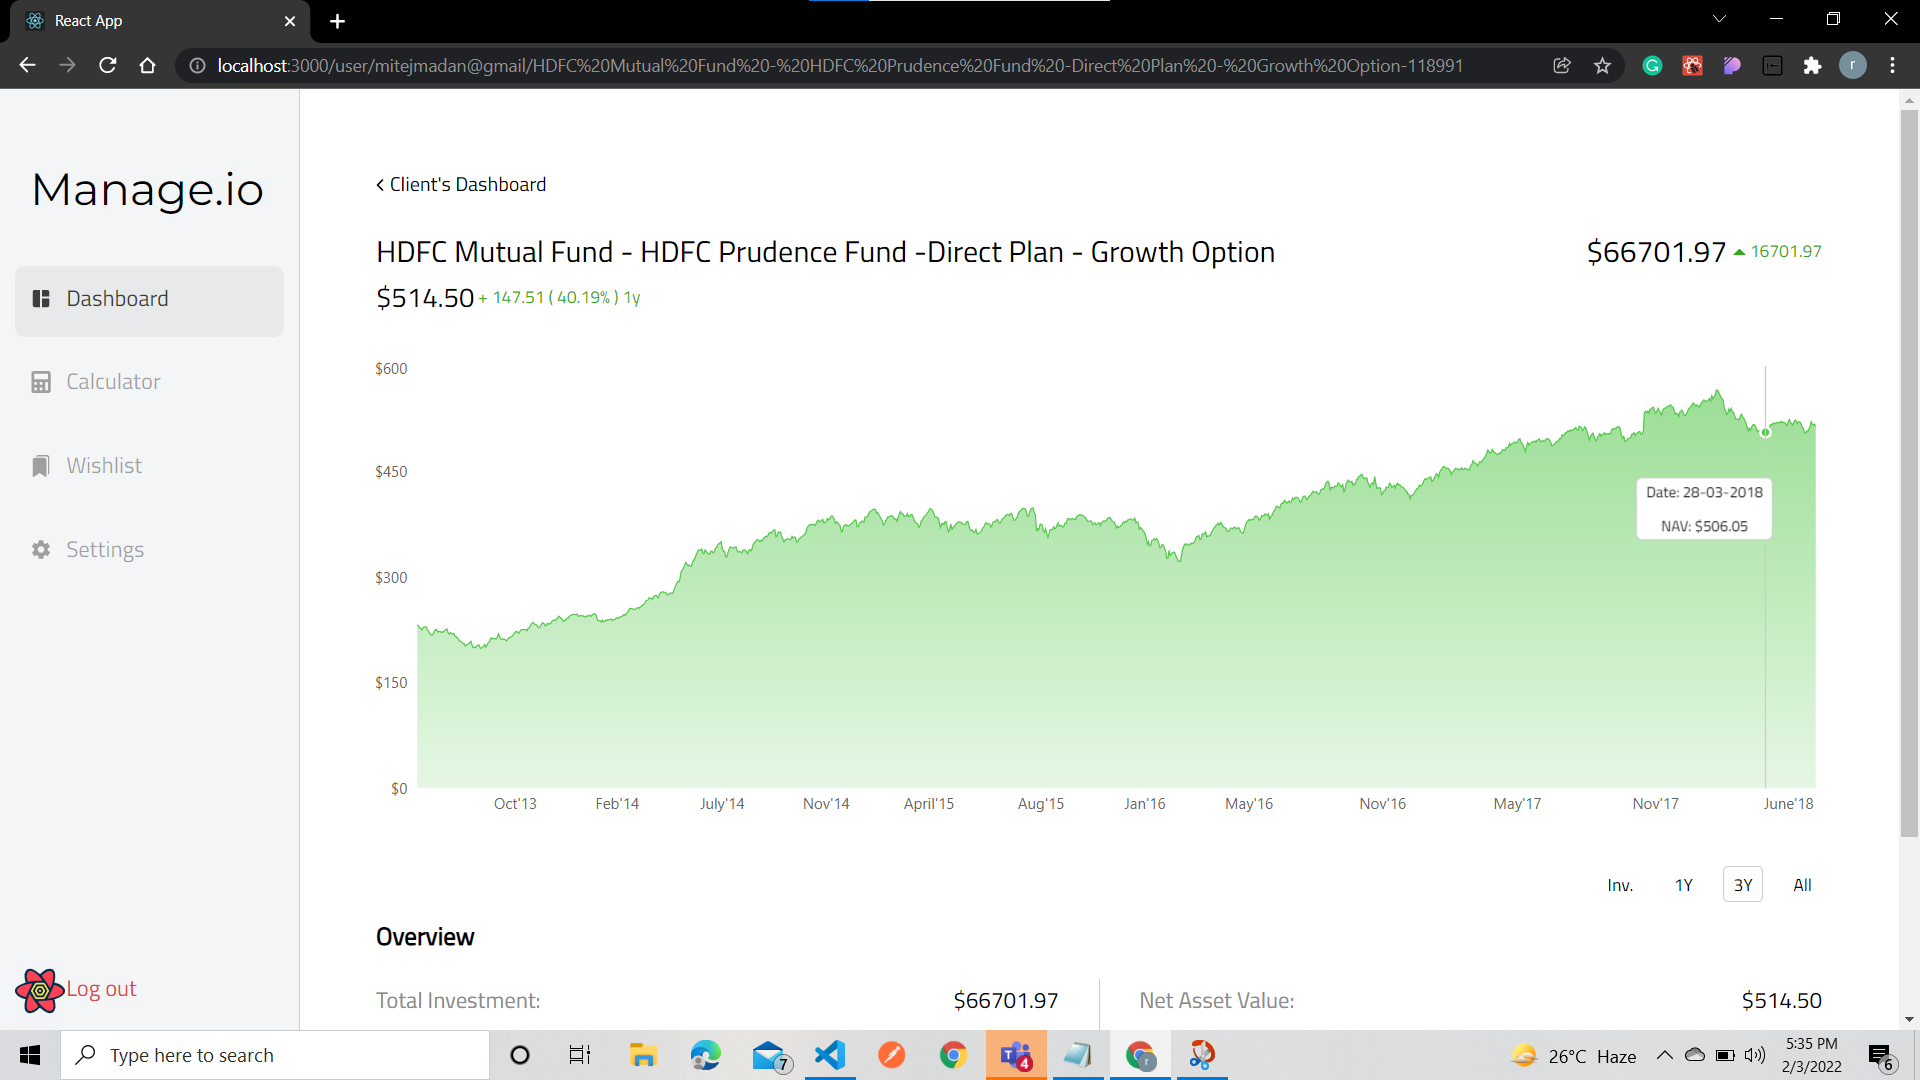 React App
localhost:3000/user/mitejmadan@gmail/HDFC%20Mutual%20Fund%20-%20HDFC%20Prudence%20Fund%20-Direct%20Plan%20-%20Growth%20Option-118991
r
Manage.io
Dashboard
Calculator
Wishlist
Settings
Log out
Client's Dashboard
HDFC Mutual Fund - HDFC Prudence Fund -Direct Plan - Growth Option
$66701.97 16701.97
$514.50 + 147.51 ( 40.19% ) 1y
$600
$450
$300
$150
$0
Date: 28-03-2018
NAV: $506.05
Oct'13 Feb'14 July'14 Nov'14 April'15 Aug'15 Jan'16 May'16 Nov'16 May'17 Nov'17 June'18
Inv. 1Y 3Y All
Overview
Total Investment: $66701.97 Net Asset Value: $514.50
Type here to search
7
4
r
26°C Haze
5:35 PM
2/3/2022
6